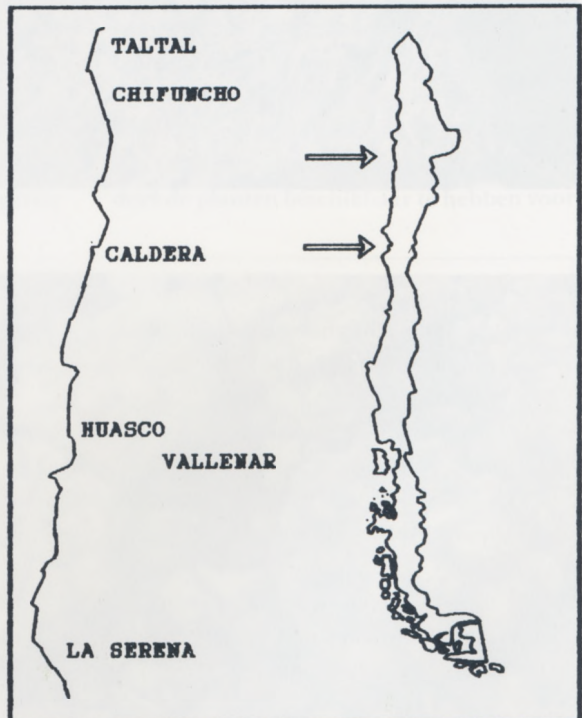 TALTAL
CHIFUNCHO
CALDERA
HUASCO
VALLENAR
LA SERENA